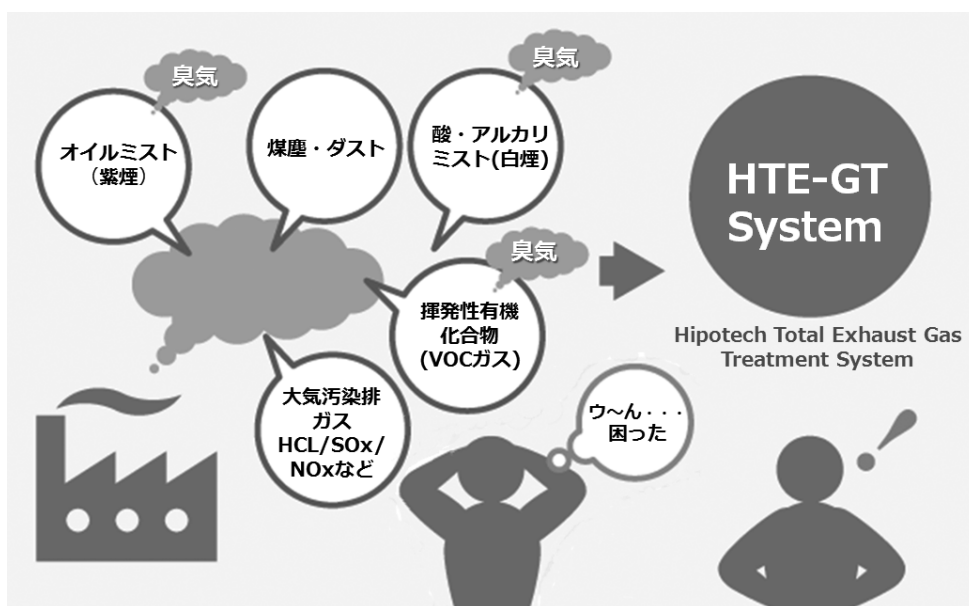 臭気
オイルミスト
（紫煙）
煤塵・ダスト
臭気
酸・アルカリ
ミスト(白煙)
臭気
揮発性有機
化合物
(VOCガス)
大気汚染排
ガス
HCL/SOx/
NOxなど
ウ～ん・・・
困った
HTE-GT
System
Hipotech Total Exhaust Gas
Treatment System